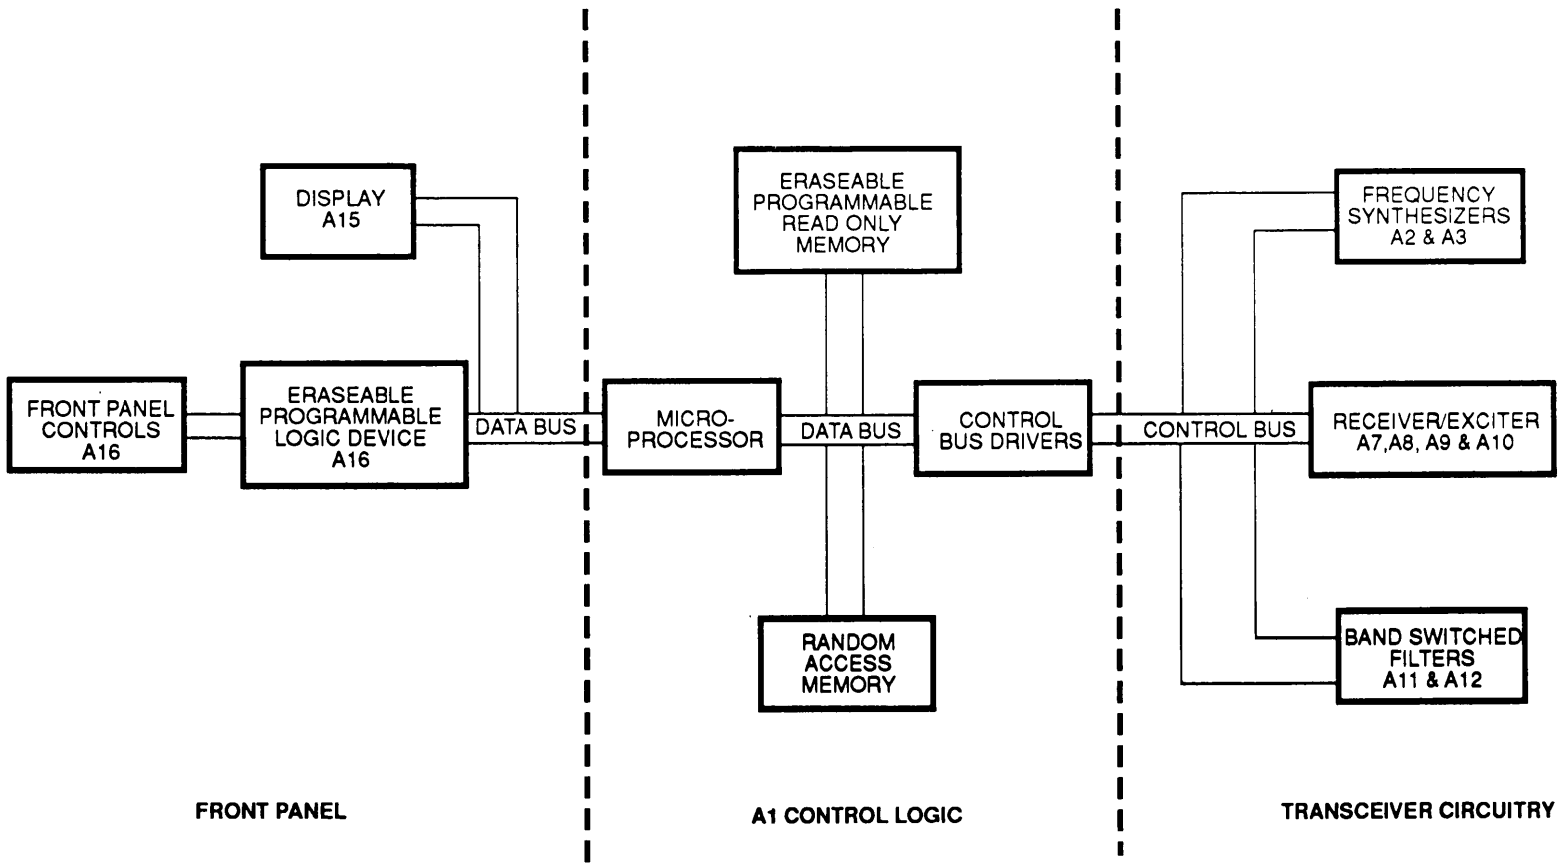 DISPLAY
A15
FRONT PANEL
CONTROLS
A16
ERASEABLE
PROGRAMMABLE
LOGIC DEVICE
A16
DATA BUS
ERASEABLE
PROGRAMMABLE
READ ONLY
MEMORY
MICRO-
PROCESSOR
DATA BUS
CONTROL
BUS DRIVERS
RANDOM
ACCESS
MEMORY
CONTROL BUS
FREQUENCY
SYNTHESIZERS
A2 & A3
RECEIVER/EXCITER
A7,A8, A9 & A10
BAND SWITCHED
FILTERS
A11 & A12
FRONT PANEL
A1 CONTROL LOGIC
TRANSCEIVER CIRCUITRY